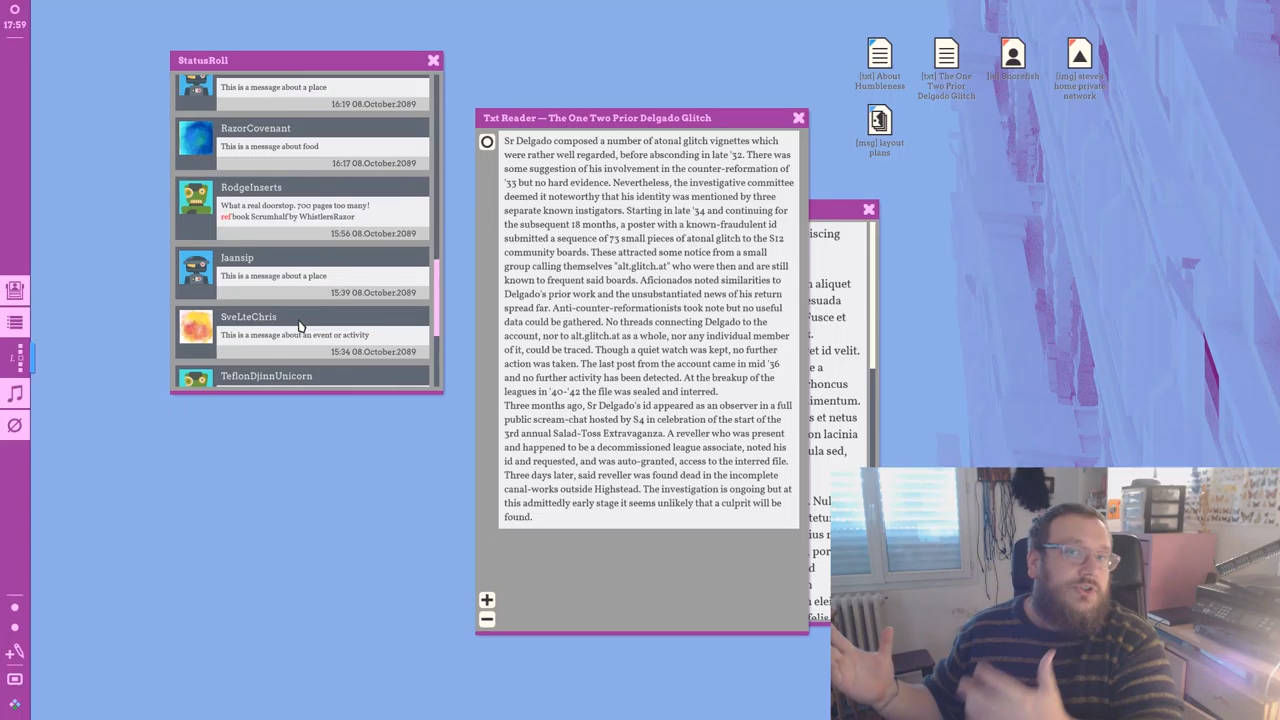 17:59
StatusRoll
This is a message about a place
16:19 08.October.2089
RazorCovenant
This is a message about food
16:17 08.October.2089
RodgeInserts
What a real doorstop. 700 pages too many!
ref book Scrumhalf by WhistlersRazor
15:56 08.October.2089
Jaansip
This is a message about a place
15:39 08.October.2089
SveLteChris
This is a message about an event or activity
15:34 08.October.2089
TeflonDjinnUnicorn
Txt Reader — The One Two Prior Delgado Glitch
Sr Delgado composed a number of atonal glitch vignettes which
were rather well regarded, before absconding in late '32. There was
some suggestion of his involvement in the counter-reformation of
'33 but no hard evidence. Nevertheless, the investigative committee
deemed it noteworthy that his identity was mentioned by three
separate known instigators. Starting in late '34 and continuing for
the subsequent 18 months, a poster with a known-fraudulent id
submitted a sequence of 73 small pieces of atonal glitch to the S12
community boards. These attracted some notice from a small
group calling themselves "alt.glitch.at" who were then and are still
known to frequent said boards. Aficionados noted similarities to
Delgado's prior work and the unsubstantiated news of his return
spread far. Anti-counter-reformationists took note but no useful
data could be gathered. No threads connecting Delgado to the
account, nor to alt.glitch.at as a whole, nor any individual member
of it, could be traced. Though a quiet watch was kept, no further
action was taken. The last post from the account came in mid '36
and no further activity has been detected. At the breakup of the
leagues in '40-'42 the file was sealed and interred.
Three months ago, Sr Delgado's id appeared as an observer in a full
public scream-chat hosted by S4 in celebration of the start of the
3rd annual Salad-Toss Extravaganza. A reveller who was present
and happened to be a decommissioned league associate, noted his
id and requested, and was auto-granted, access to the interred file.
Three days later, said reveller was found dead in the incomplete
canal-works outside Highstead. The investigation is ongoing but at
this admittedly early stage it seems unlikely that a culprit will be
found.
iscing
aliquet
esuada
Fusce et
et id velit.
e a
rhoncus
imentum.
s et netus
on lacinia
ula sed,
Nul
[txt] About
Humbleness
[txt] The One
Two Prior
Delgado Glitch
Snorefish
[img] steve's
home private
network
[msg] layout
plans